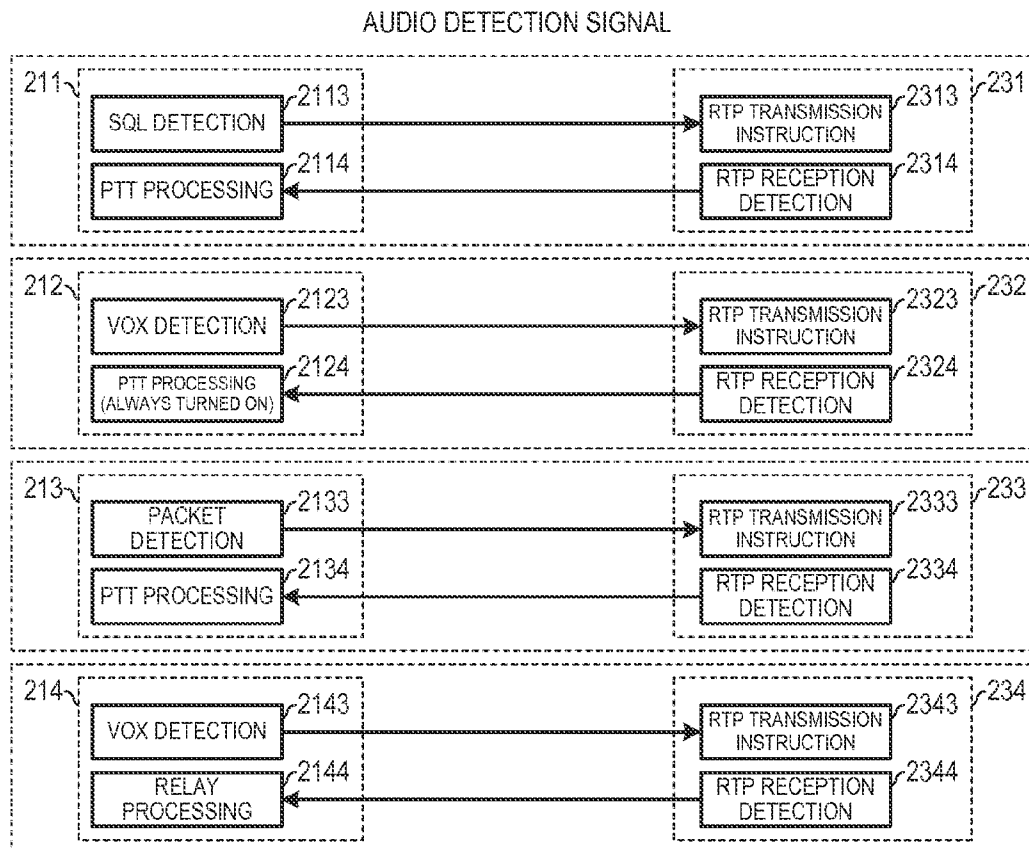 AUDIO DETECTION SIGNAL
211
231
SQL DETECTION
2113
RTP TRANSMISSION
INSTRUCTION
2313
PTT PROCESSING
2114
RTP RECEPTION
DETECTION
2314
212
232
VOX DETECTION
2123
RTP TRANSMISSION
INSTRUCTION
2323
PTT PROCESSING
(ALWAYS TURNED ON)
2124
RTP RECEPTION
DETECTION
2324
213
233
PACKET
DETECTION
2133
RTP TRANSMISSION
INSTRUCTION
2333
PTT PROCESSING
2134
RTP RECEPTION
DETECTION
2334
214
234
VOX DETECTION
2143
RTP TRANSMISSION
INSTRUCTION
2343
RELAY
PROCESSING
2144
RTP RECEPTION
DETECTION
2344